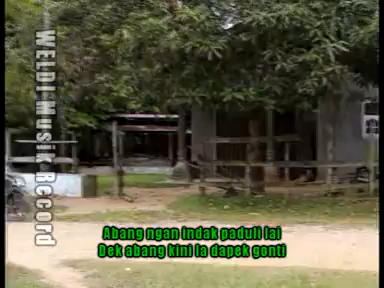 WELDI Musik Record
Abang ngan indak paduli lai
Dek abang kini la dapek gonti